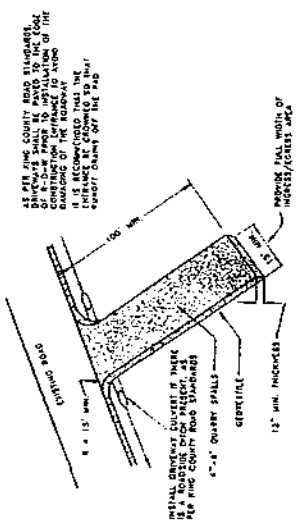 AS PER KING COUNTY ROAD STANDARDS,
DRIVEWAYS SHALL BE PAVED TO THE EDGE
OF R-O-W PRIOR TO INSTALLATION OF THE
CONSTRUCTION ENTRANCE TO AVOID
DAMAGING OF THE ROADWAY
IT IS RECOMMENDED THAT THE
ENTRANCE BE CROWNED SO THAT
RUNOFF DRAINS OFF THE PAD
EXISTING ROAD
100' MIN.
R = 15' MIN.
INSTALL DRIVEWAY CULVERT IF THERE
IS A ROADSIDE DITCH PRESENT, AS
PER KING COUNTY ROAD STANDARDS
4"-8" QUARRY SPALLS
GEOTEXTILE
12" MIN. THICKNESS
15' MIN.
PROVIDE FULL WIDTH OF
INGRESS/EGRESS AREA